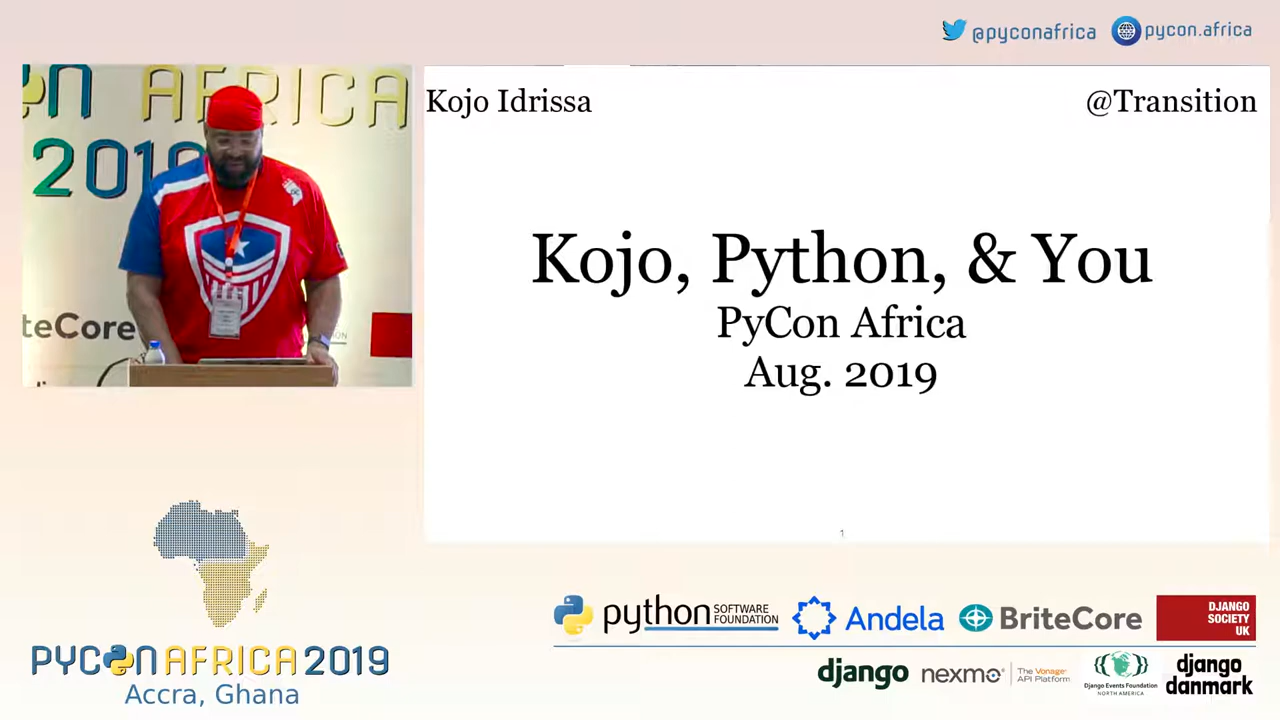 @pyconafrica pycon.africa
ON AFRICA
2019
iteCore
Kojo Idrissa @Transition
Kojo, Python, & You
PyCon Africa
Aug. 2019
1
PYCON AFRICA 2019
Accra, Ghana
python SOFTWARE FOUNDATION
Andela
BriteCore
DJANGO
SOCIETY
UK
django
nexmo The Vonage® API Platform
Django Events Foundation
NORTH AMERICA
django
danmark